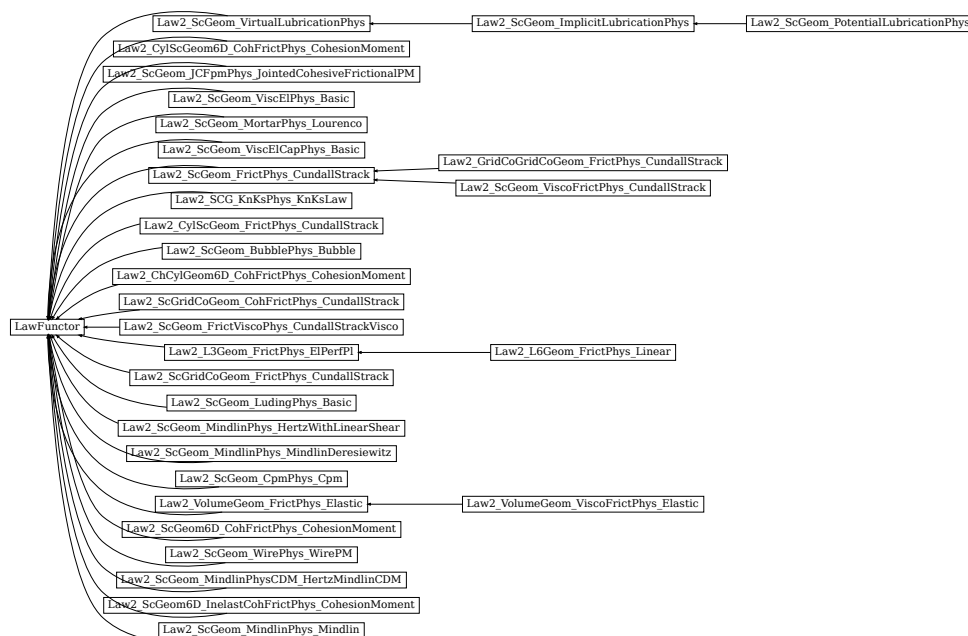 Law2_ScGeom_VirtualLubricationPhys
Law2_ScGeom_ImplicitLubricationPhys
Law2_ScGeom_PotentialLubricationPhys
Law2_CylScGeom6D_CohFrictPhys_CohesionMoment
Law2_ScGeom_JCFpmPhys_JointedCohesiveFrictionalPM
Law2_ScGeom_ViscElPhys_Basic
Law2_ScGeom_MortarPhys_Lourenco
Law2_ScGeom_ViscElCapPhys_Basic
Law2_GridCoGridCoGeom_FrictPhys_CundallStrack
Law2_ScGeom_FrictPhys_CundallStrack
Law2_ScGeom_ViscoFrictPhys_CundallStrack
Law2_SCG_KnKsPhys_KnKsLaw
Law2_CylScGeom_FrictPhys_CundallStrack
Law2_ScGeom_BubblePhys_Bubble
Law2_ChCylGeom6D_CohFrictPhys_CohesionMoment
Law2_ScGridCoGeom_CohFrictPhys_CundallStrack
LawFunctor
Law2_ScGeom_FrictViscoPhys_CundallStrackVisco
Law2_L3Geom_FrictPhys_ElPerfPl
Law2_L6Geom_FrictPhys_Linear
Law2_ScGridCoGeom_FrictPhys_CundallStrack
Law2_ScGeom_LudingPhys_Basic
Law2_ScGeom_MindlinPhys_HertzWithLinearShear
Law2_ScGeom_MindlinPhys_MindlinDeresiewitz
Law2_ScGeom_CpmPhys_Cpm
Law2_VolumeGeom_FrictPhys_Elastic
Law2_VolumeGeom_ViscoFrictPhys_Elastic
Law2_ScGeom6D_CohFrictPhys_CohesionMoment
Law2_ScGeom_WirePhys_WirePM
Law2_ScGeom_MindlinPhysCDM_HertzMindlinCDM
Law2_ScGeom6D_InelastCohFrictPhys_CohesionMoment
Law2_ScGeom_MindlinPhys_Mindlin